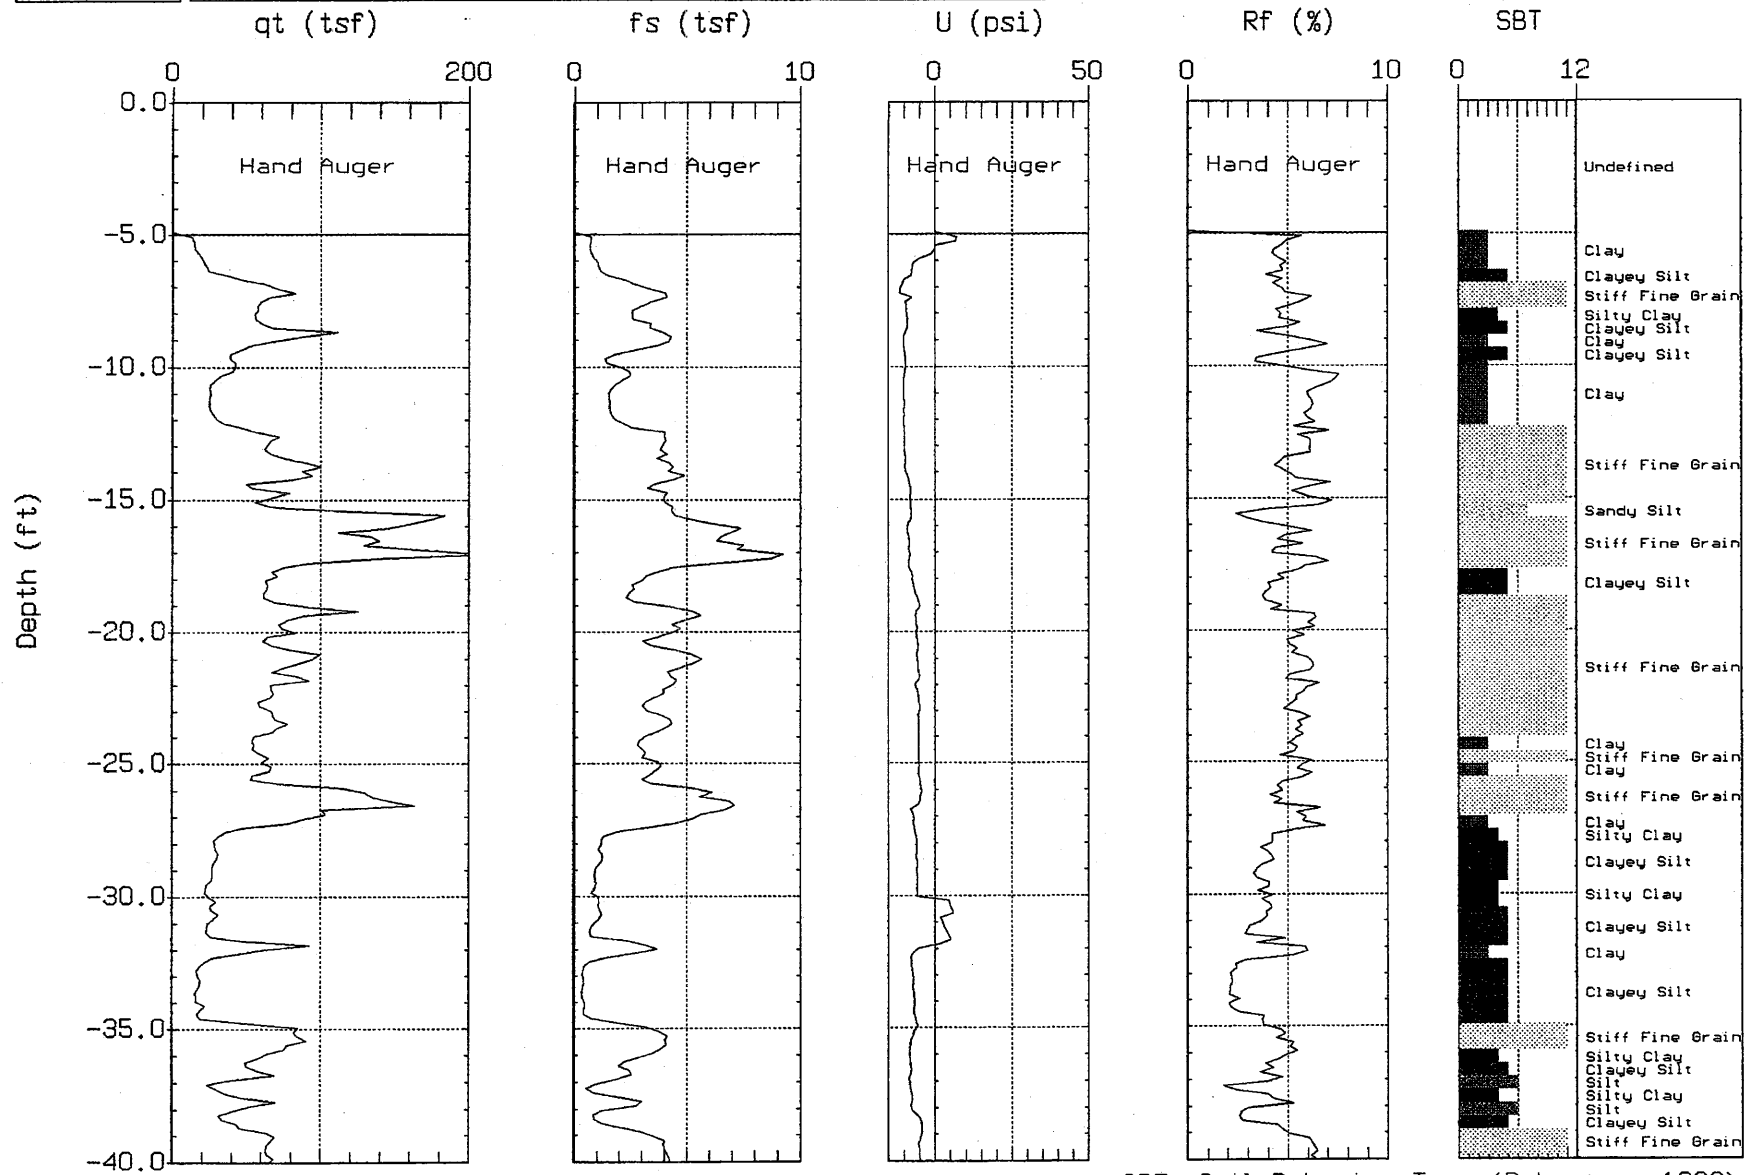 qt (tsf) fs (tsf) U (psi) Rf (%) SBT
0 200 0 10 0 50 0 10 0 12
0.0
Hand Auger Hand Auger Hand Auger Hand Auger Undefined
-5.0
Clay
Clayey Silt
Stiff Fine Grain
Silty Clay
Clayey Silt
Clay
Clayey Silt
-10.0
Clay
Stiff Fine Grain
-15.0
Sandy Silt
Stiff Fine Grain
Clayey Silt
Depth (ft)
-20.0
Stiff Fine Grain
Clay
Stiff Fine Grain
-25.0
Clay
Stiff Fine Grain
Clay
Silty Clay
Clayey Silt
-30.0
Silty Clay
Clayey Silt
Clay
Clayey Silt
-35.0
Stiff Fine Grain
Silty Clay
Clayey Silt
Silt
Silty Clay
Silt
Clayey Silt
Stiff Fine Grain
-40.0